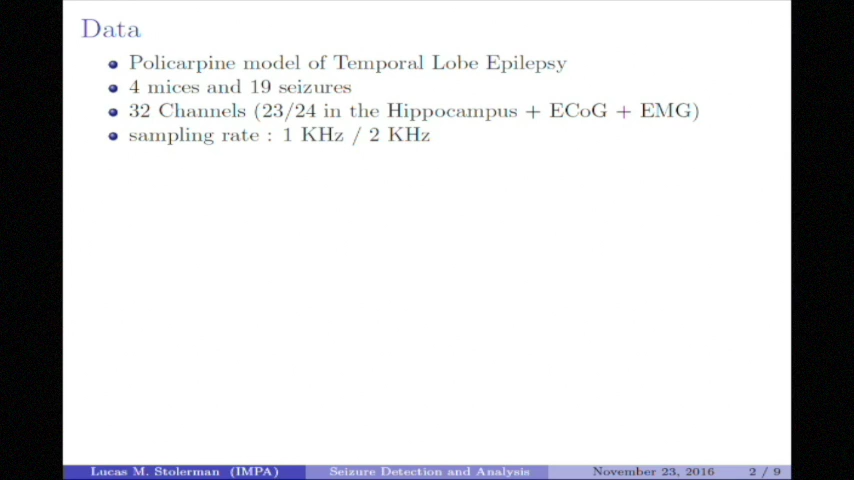 Data
Policarpine model of Temporal Lobe Epilepsy
4 mices and 19 seizures
32 Channels (23/24 in the Hippocampus + ECoG + EMG)
sampling rate : 1 KHz / 2 KHz
Lucas M. Stolerman (IMPA) Seizure Detection and Analysis November 23, 2016 2 / 9